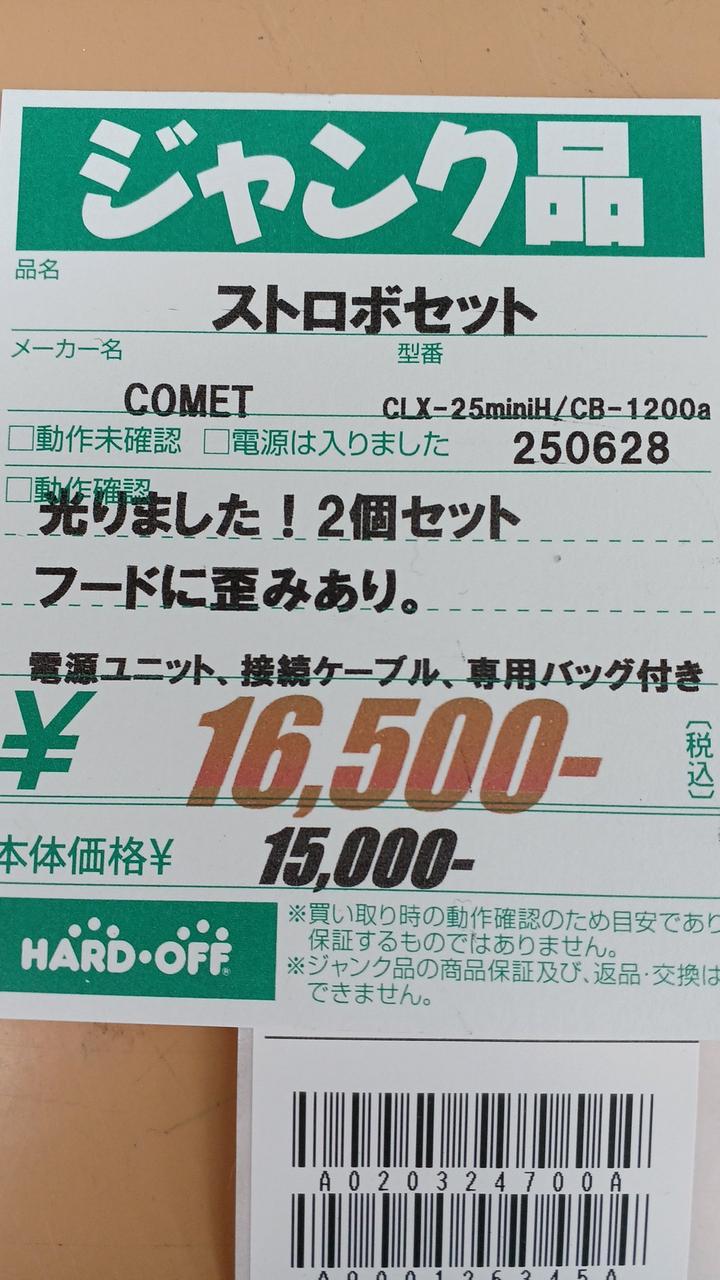 ジャンク品
品名
ストロボセット
メーカー名 型番
COMET CLX-25miniH/CB-1200a
□動作未確認 □電源は入りました 250628
□動作確認
光りました！2個セット
フードに歪みあり。
電源ユニット、接続ケーブル、専用バッグ付き
¥ 16,500- 〔税込〕
本体価格¥ 15,000-
HARD・OFF®
※買い取り時の動作確認のため目安であり
保証するものではありません。
※ジャンク品の商品保証及び、返品・交換は
できません。
A020324700A
A000126345A